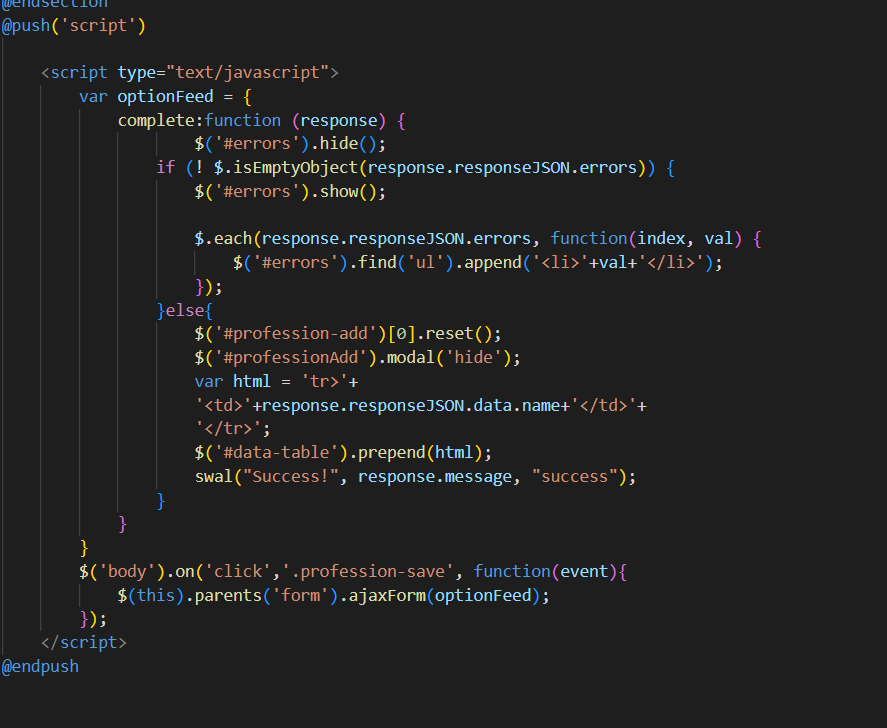 @endsection
@push('script')
<script type="text/javascript">
var optionFeed = {
complete:function (response) {
$('#errors').hide();
if (! $.isEmptyObject(response.responseJSON.errors)) {
$('#errors').show();
$.each(response.responseJSON.errors, function(index, val) {
$('#errors').find('ul').append('<li>'+val+'</li>');
});
}else{
$('#profession-add')[0].reset();
$('#professionAdd').modal('hide');
var html = 'tr>'+
'<td>'+response.responseJSON.data.name+'</td>'+
'</tr>';
$('#data-table').prepend(html);
swal("Success!", response.message, "success");
}
}
}
$('body').on('click','.profession-save', function(event){
$(this).parents('form').ajaxForm(optionFeed);
});
</script>
@endpush